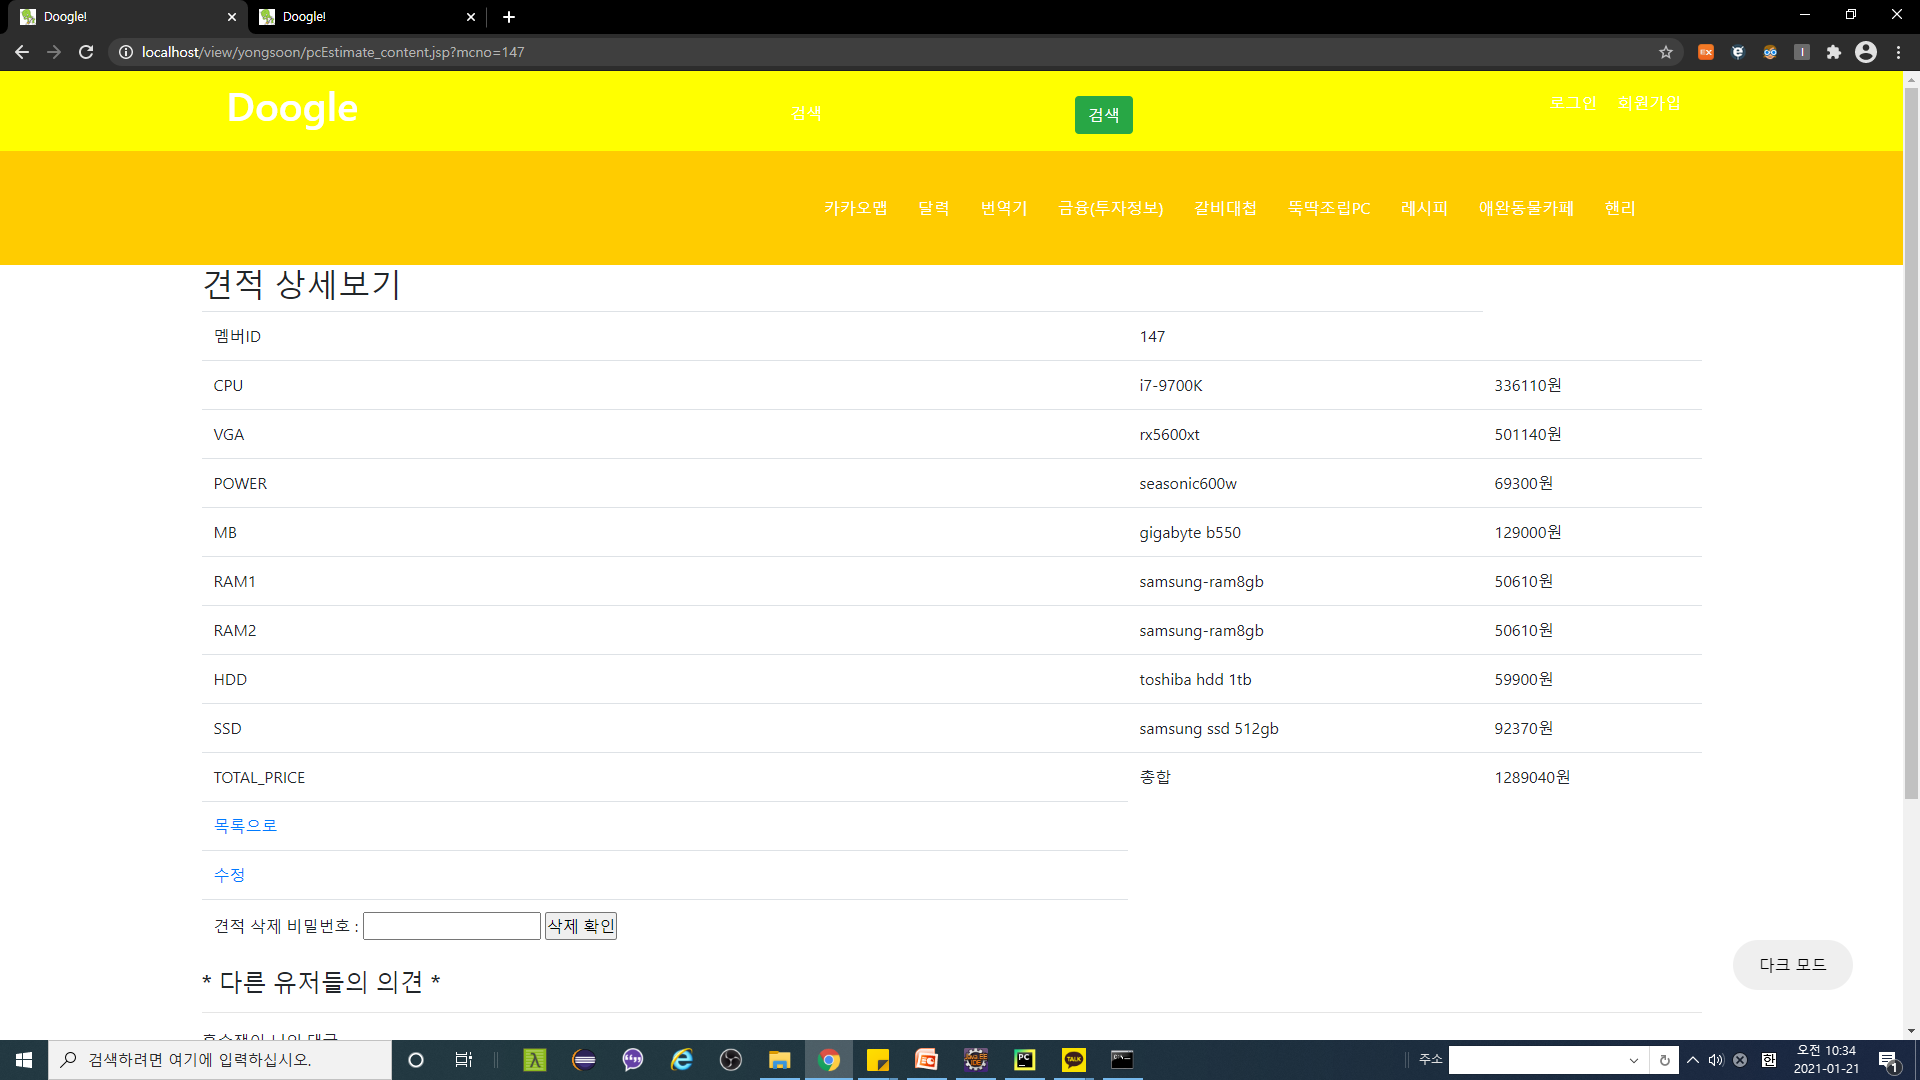 Doogle!
Doogle!
localhost/view/yongsoon/pcEstimate_content.jsp?mcno=147
Doogle
검색
검색
로그인 회원가입
카카오맵 달력 번역기 금융(투자정보) 갈비대첩 뚝딱조립PC 레시피 애완동물카페 핸리
견적 상세보기
멤버ID 147
CPU i7-9700K 336110원
VGA rx5600xt 501140원
POWER seasonic600w 69300원
MB gigabyte b550 129000원
RAM1 samsung-ram8gb 50610원
RAM2 samsung-ram8gb 50610원
HDD toshiba hdd 1tb 59900원
SSD samsung ssd 512gb 92370원
TOTAL_PRICE 종합 1289040원
목록으로
수정
견적 삭제 비밀번호 : 삭제 확인
다크 모드
* 다른 유저들의 의견 *
검색하려면 여기에 입력하십시오.
주소
한
오전 10:34
2021-01-21
1